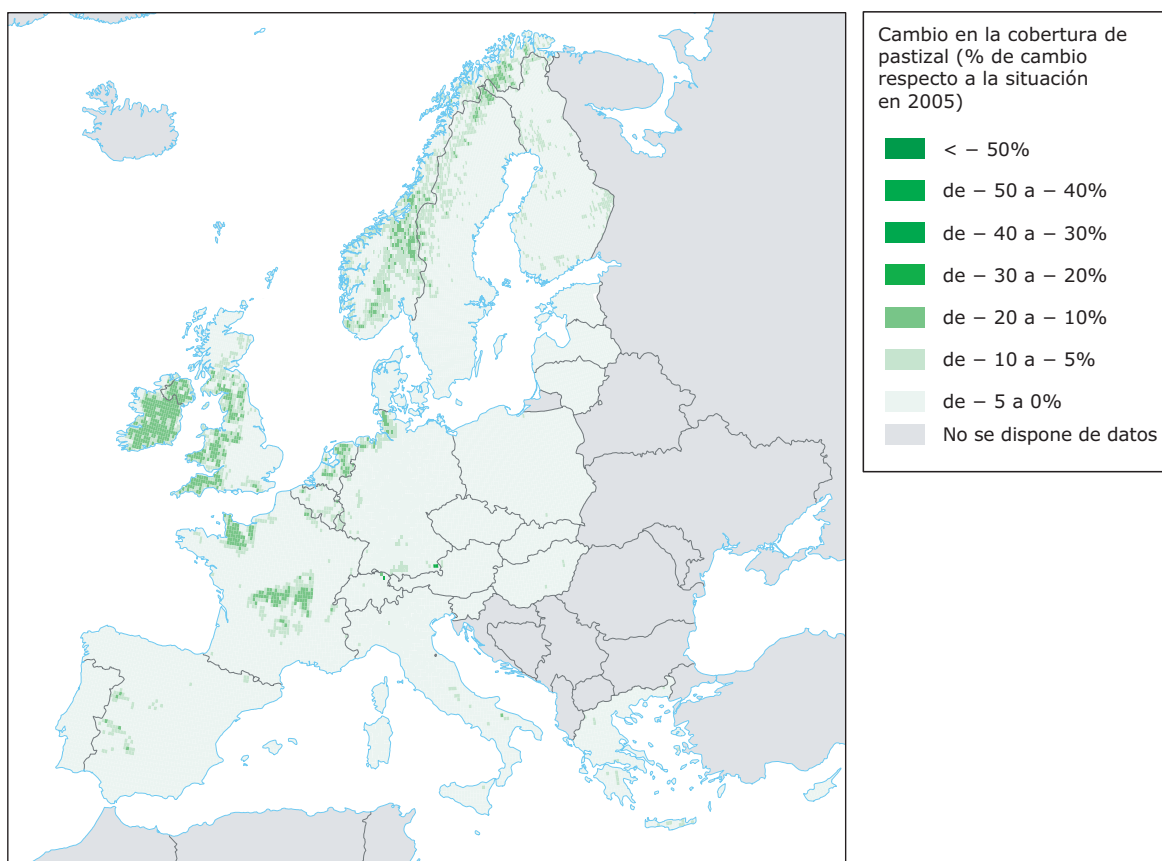 Cambio en la cobertura de
pastizal (% de cambio
respecto a la situación
en 2005)
< − 50%
de − 50 a − 40%
de − 40 a − 30%
de − 30 a − 20%
de − 20 a − 10%
de − 10 a − 5%
de − 5 a 0%
No se dispone de datos